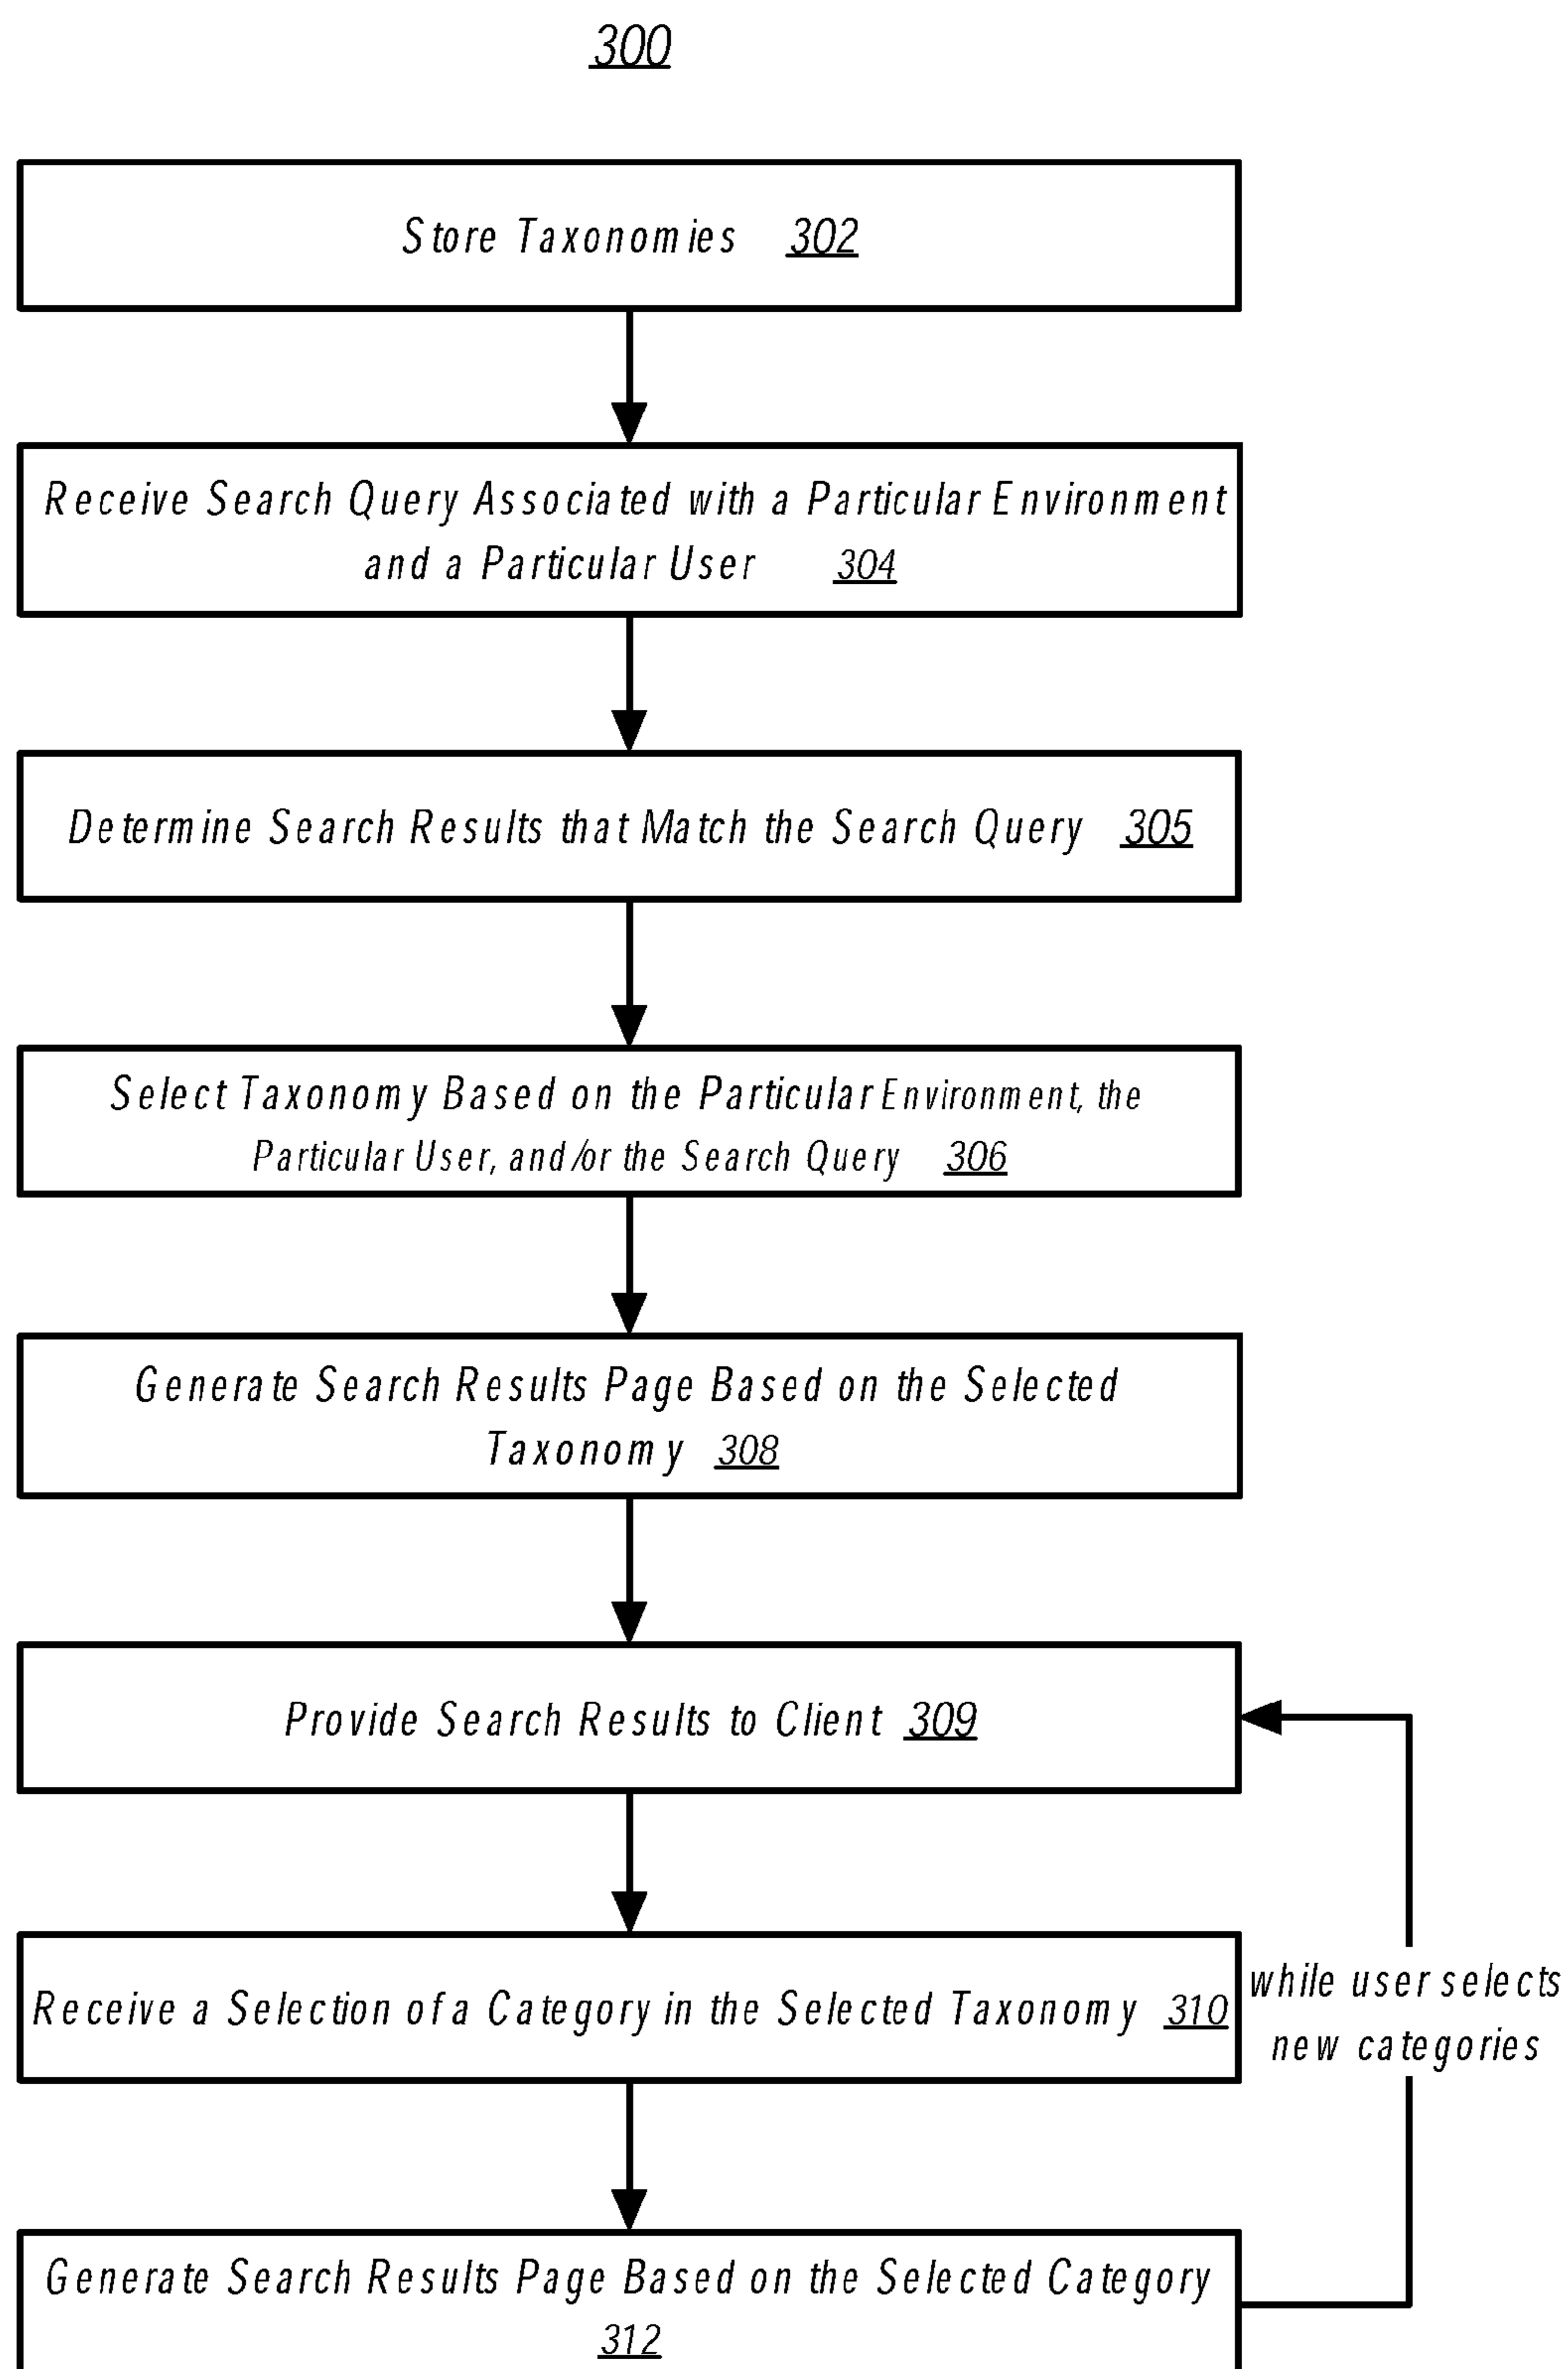 300
Store Taxonomies 302
Receive Search Query Associated with a Particular Environment
and a Particular User 304
Determine Search Results that Match the Search Query 305
Select Taxonomy Based on the Particular Environment, the
Particular User, and/or the Search Query 306
Generate Search Results Page Based on the Selected
Taxonomy 308
Provide Search Results to Client 309
Receive a Selection of a Category in the Selected Taxonomy 310
while user selects
new categories
Generate Search Results Page Based on the Selected Category
312